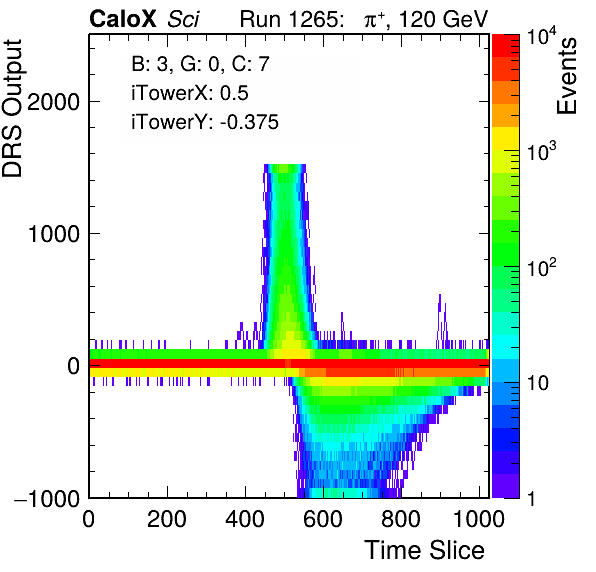 CaloX Sci Run 1265: π⁺, 120 GeV
B: 3, G: 0, C: 7
iTowerX: 0.5
iTowerY: -0.375
DRS Output
2000
1000
0
−1000
0 200 400 600 800 1000
Time Slice
Events
10⁴
10³
10²
10
1